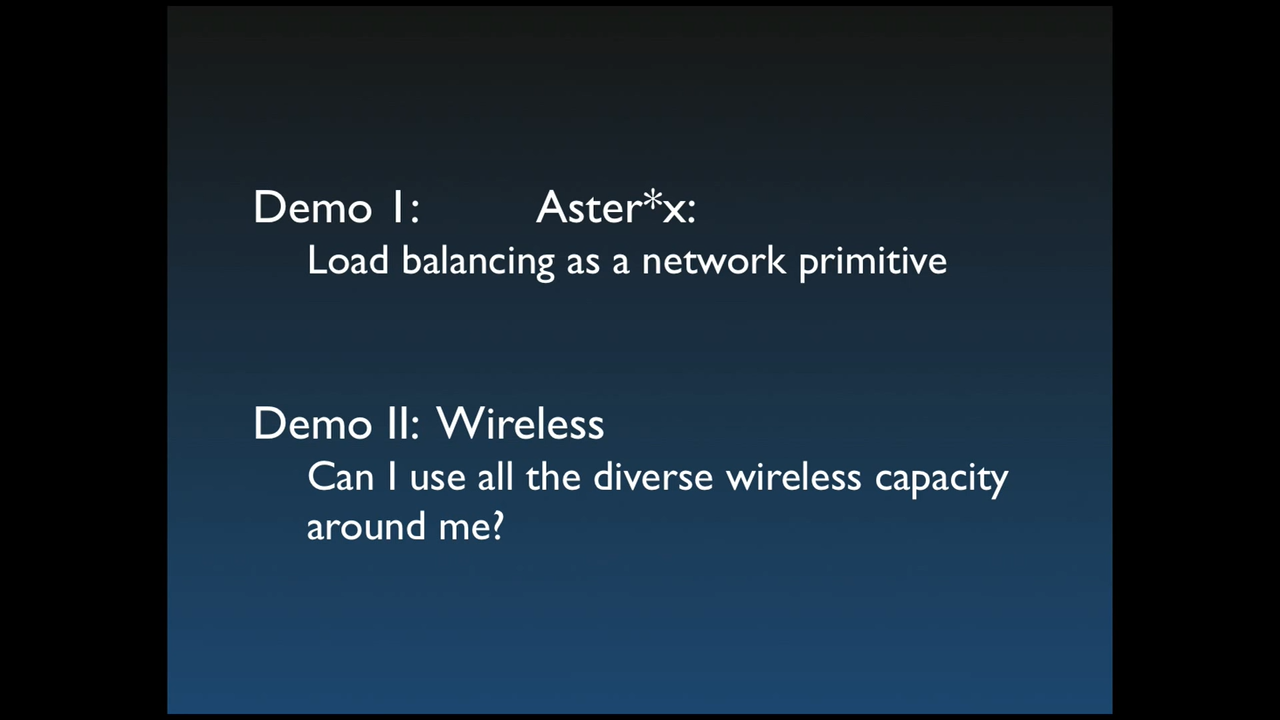 Demo 1: Aster*x:
Load balancing as a network primitive
Demo II: Wireless
Can I use all the diverse wireless capacity
around me?